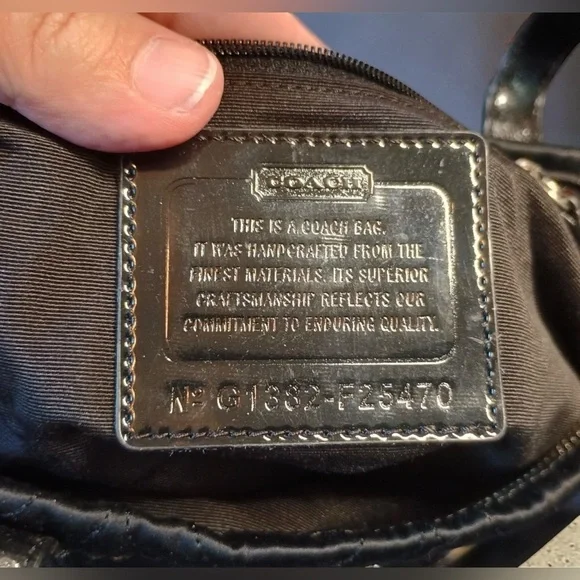 COACH
THIS IS A COACH BAG.
IT WAS HANDCRAFTED FROM THE
FINEST MATERIALS. ITS SUPERIOR
CRAFTSMANSHIP REFLECTS OUR
COMMITMENT TO ENDURING QUALITY.
Nº G1382-F25470